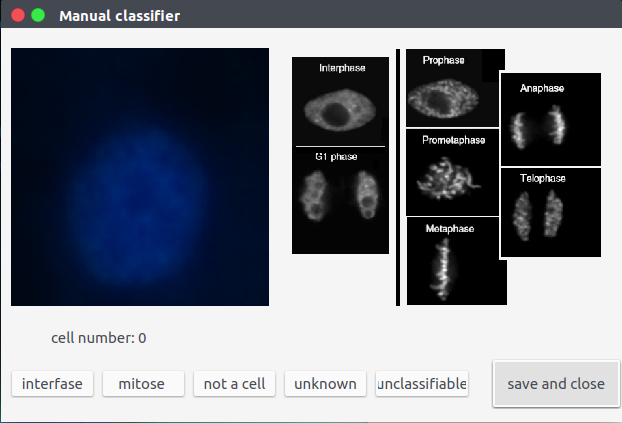 Manual classifier
Interphase
G1 phase
Prophase
Prometaphase
Metaphase
Anaphase
Telophase
cell number: 0
interfase
mitose
not a cell
unknown
unclassifiable
save and close